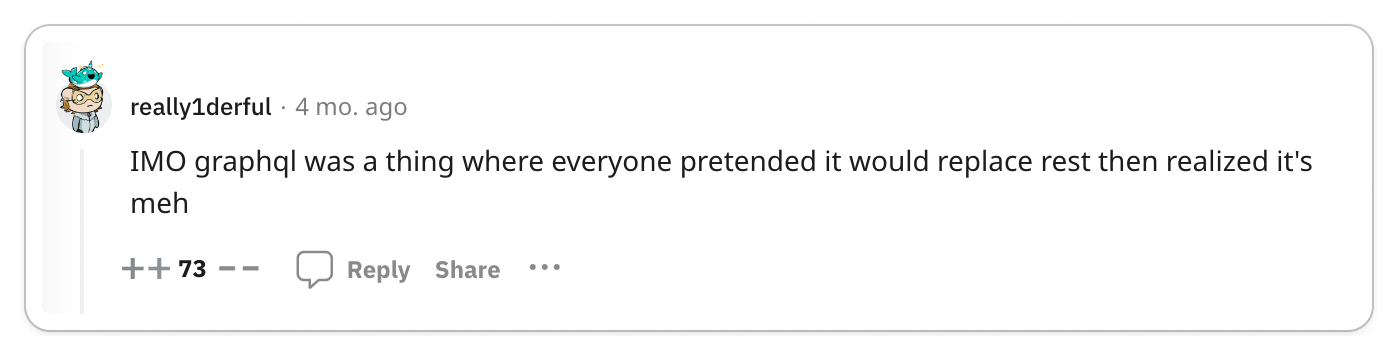 really1derful · 4 mo. ago
IMO graphql was a thing where everyone pretended it would replace rest then realized it's
meh
++ 73 −− Reply Share ···